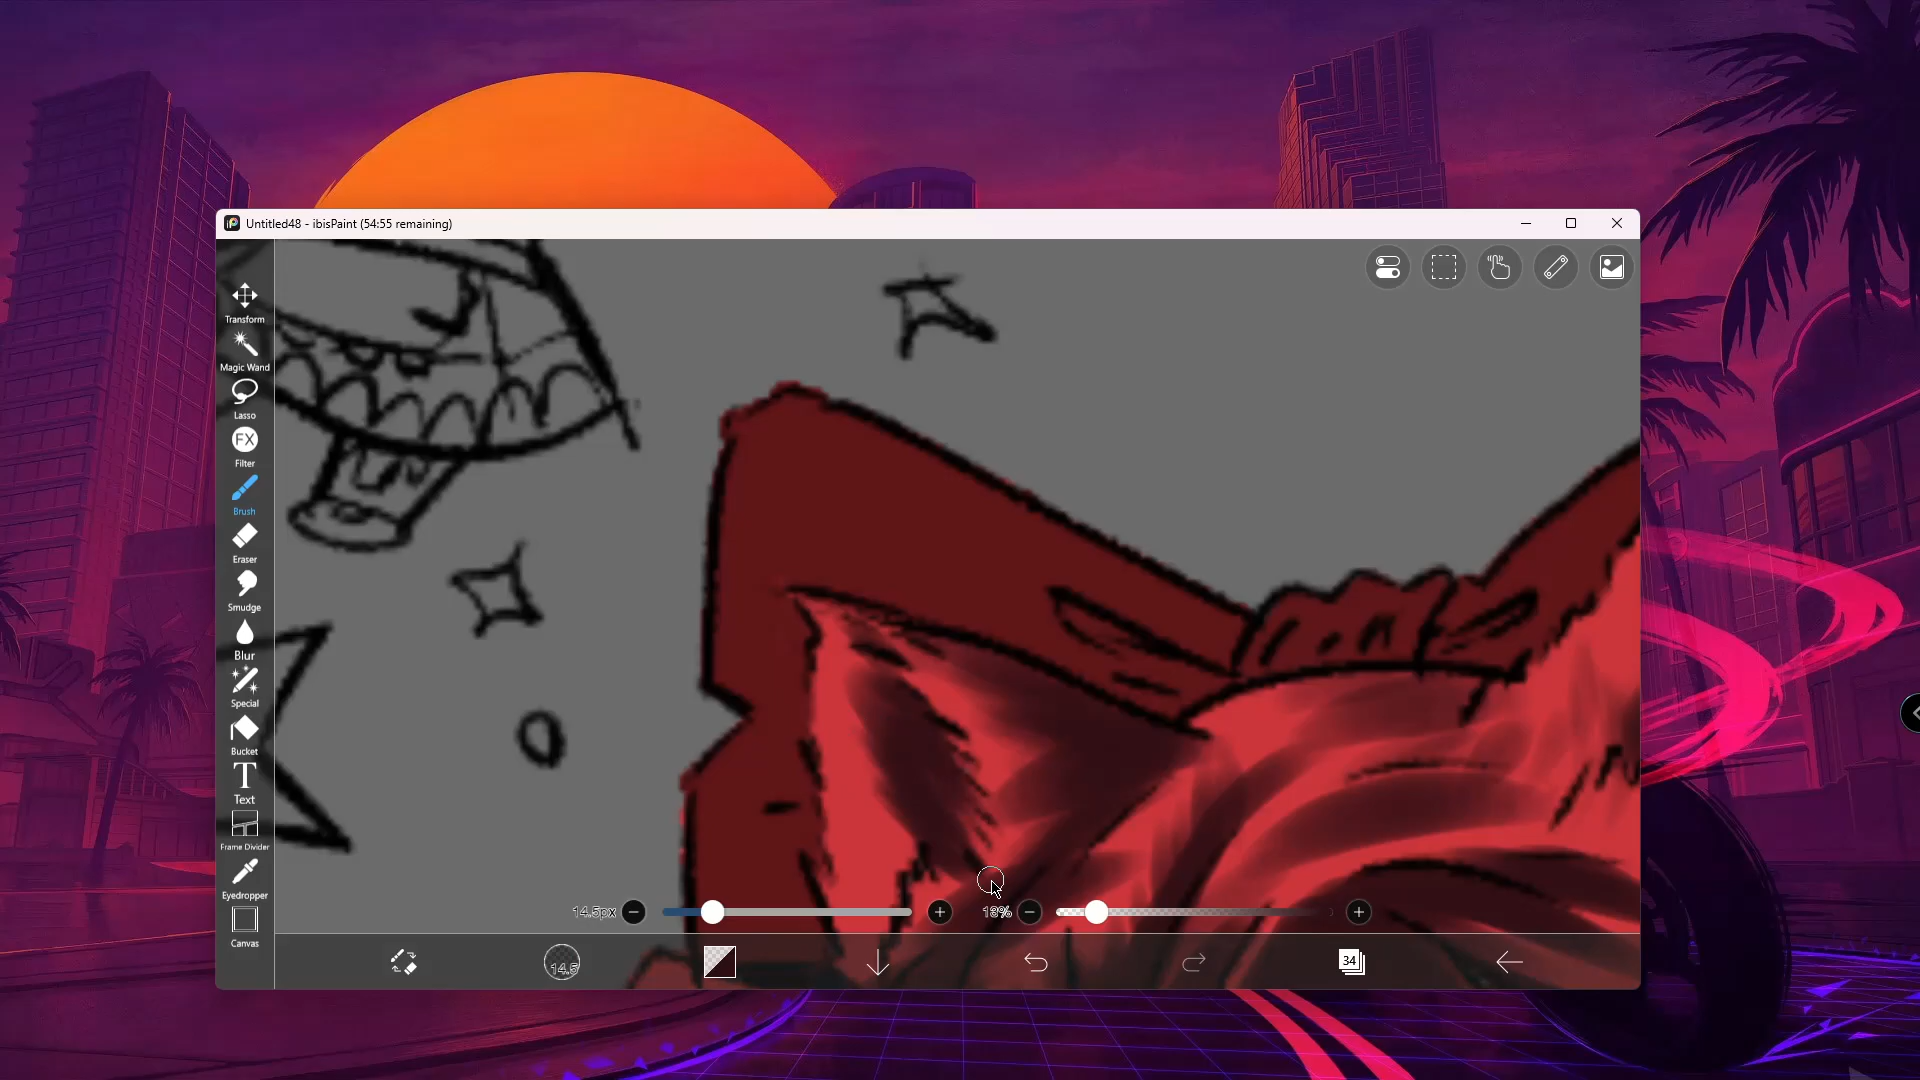 Untitled48 - ibisPaint (54:55 remaining)
Transform
Magic Wand
Lasso
FX
Filter
Brush
Eraser
Smudge
Blur
Special
Bucket
T
Text
Frame Divider
Eyedropper
Canvas
14.5px
13%
14.5
34